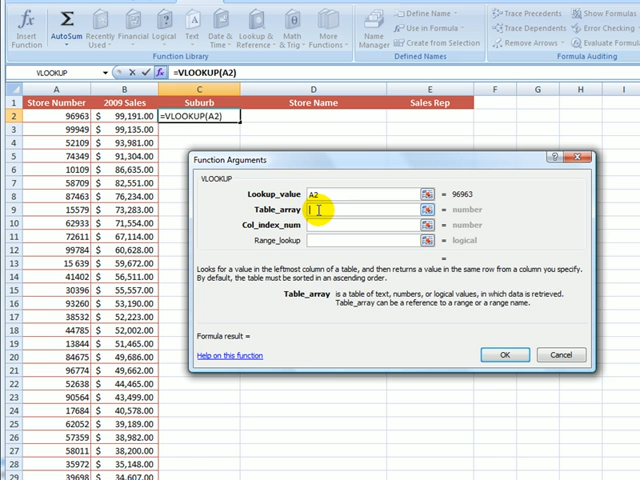 fx Σ
Insert Function AutoSum Recently Used Financial Logical Text Date & Time Lookup & Reference Math & Trig More Functions
Function Library
Name Manager
Define Name
Use in Formula
Create from Selection
Defined Names
Trace Precedents Show Formulas
Trace Dependents Error Checking
Remove Arrows Evaluate Formula
Formula Auditing
VLOOKUP fx =VLOOKUP(A2)
A B C D E F G H
1 Store Number 2009 Sales Suburb Store Name Sales Rep
2 96963 $ 99,191.00 =VLOOKUP(A2)
3 99949 $ 99,135.00
4 52109 $ 93,981.00
5 74349 $ 91,304.00
6 10109 $ 86,635.00
7 58709 $ 82,551.00
8 87463 $ 76,234.00
9 15579 $ 73,283.00
10 62933 $ 71,554.00
11 72611 $ 67,114.00
12 99784 $ 60,628.00
13 15 639 $ 59,672.00
14 41402 $ 56,511.00
15 30396 $ 55,557.00
16 93260 $ 53,190.00
17 38532 $ 52,223.00
18 44785 $ 52,002.00
19 13844 $ 51,465.00
20 84675 $ 49,686.00
21 96774 $ 49,662.00
22 52638 $ 44,465.00
23 90564 $ 43,499.00
24 17684 $ 40,578.00
25 62052 $ 39,189.00
26 57359 $ 38,982.00
27 58011 $ 38,200.00
28 35972 $ 35,148.00
29 39698 $ 34,607.00
Function Arguments
VLOOKUP
Lookup_value A2 = 96963
Table_array = number
Col_index_num = number
Range_lookup = logical
=
Looks for a value in the leftmost column of a table, and then returns a value in the same row from a column you specify.
By default, the table must be sorted in an ascending order.
Table_array is a table of text, numbers, or logical values, in which data is retrieved.
Table_array can be a reference to a range or a range name.
Formula result =
Help on this function OK Cancel